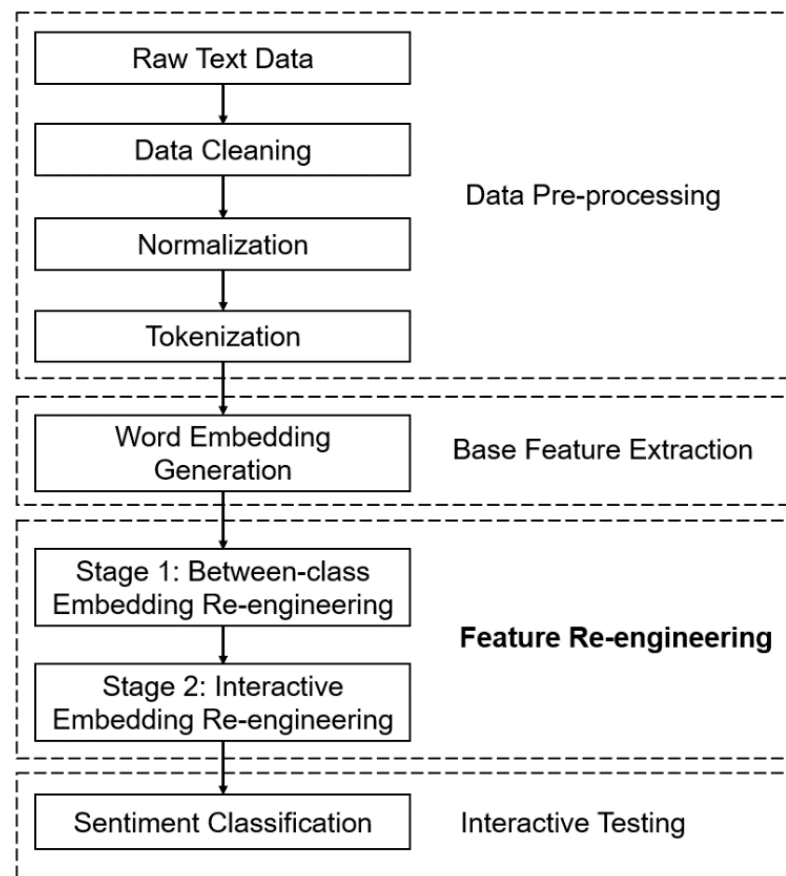 Raw Text Data
Data Cleaning
Data Pre-processing
Normalization
Tokenization
Word Embedding
Generation
Base Feature Extraction
Stage 1: Between-class
Embedding Re-engineering
Feature Re-engineering
Stage 2: Interactive
Embedding Re-engineering
Sentiment Classification
Interactive Testing